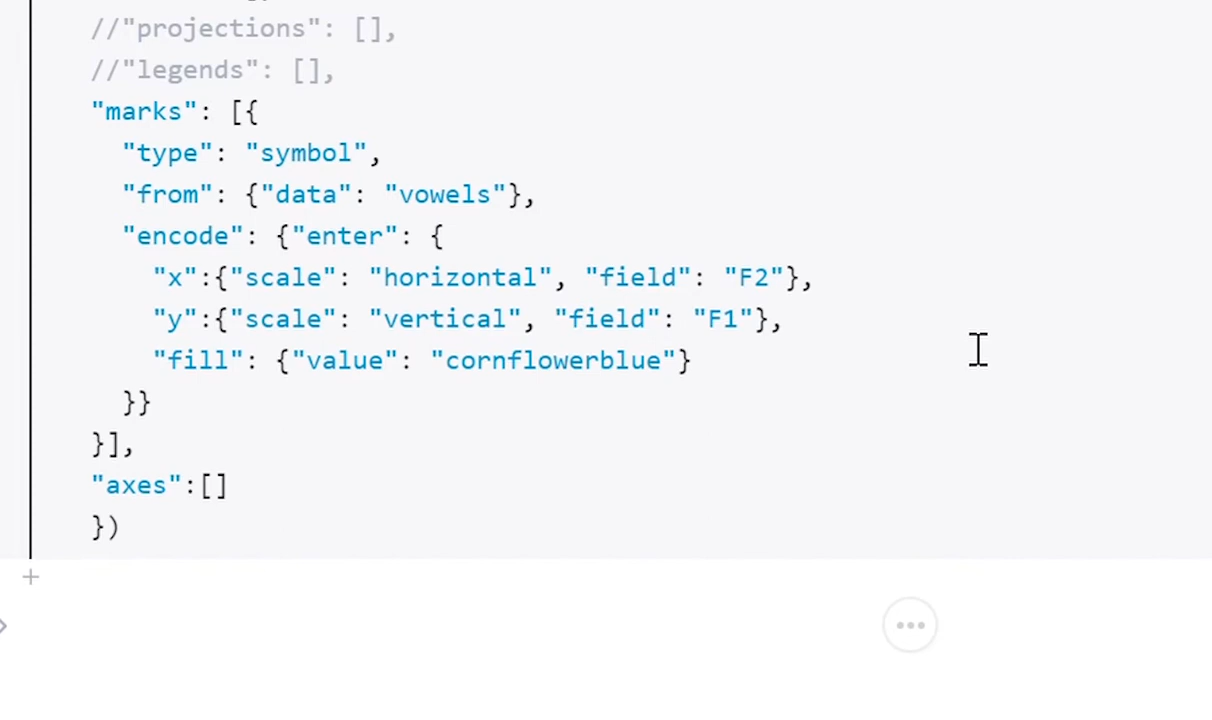 //"projections": [],
//"legends": [],
"marks": [{
"type": "symbol",
"from": {"data": "vowels"},
"encode": {"enter": {
"x":{"scale": "horizontal", "field": "F2"},
"y":{"scale": "vertical", "field": "F1"},
"fill": {"value": "cornflowerblue"}
}}
}],
"axes":[]
})